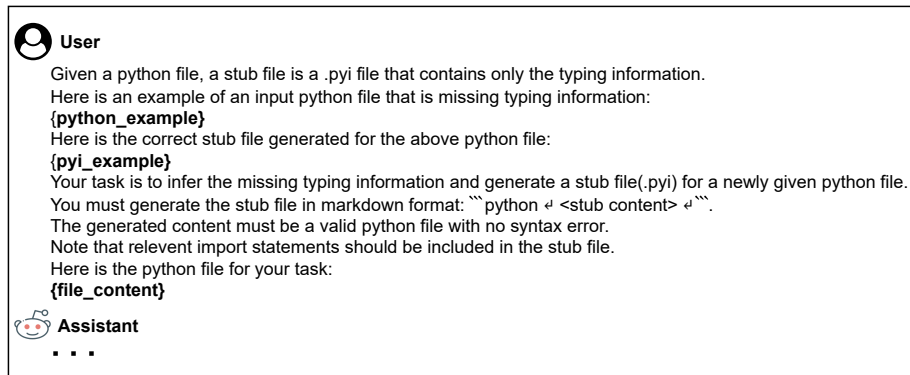 User
Given a python file, a stub file is a .pyi file that contains only the typing information.
Here is an example of an input python file that is missing typing information:
{python_example}
Here is the correct stub file generated for the above python file:
{pyi_example}
Your task is to infer the missing typing information and generate a stub file(.pyi) for a newly given python file.
You must generate the stub file in markdown format: ```python ↵ <stub content> ↵```.
The generated content must be a valid python file with no syntax error.
Note that relevent import statements should be included in the stub file.
Here is the python file for your task:
{file_content}
Assistant
. . .